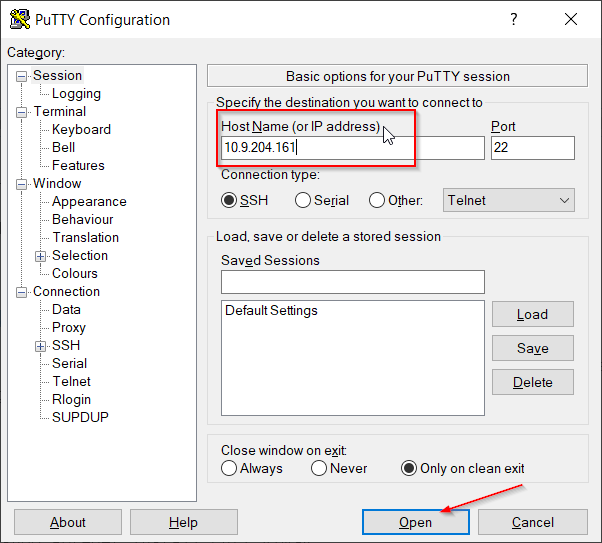 PuTTY Configuration
?
Category:
Session
Logging
Terminal
Keyboard
Bell
Features
Window
Appearance
Behaviour
Translation
Selection
Colours
Connection
Data
Proxy
SSH
Serial
Telnet
Rlogin
SUPDUP
Basic options for your PuTTY session
Specify the destination you want to connect to
Host Name (or IP address) Port
10.9.204.161 22
Connection type:
SSH Serial Other: Telnet
Load, save or delete a stored session
Saved Sessions
Default Settings
Load
Save
Delete
Close window on exit:
Always Never Only on clean exit
About Help Open Cancel